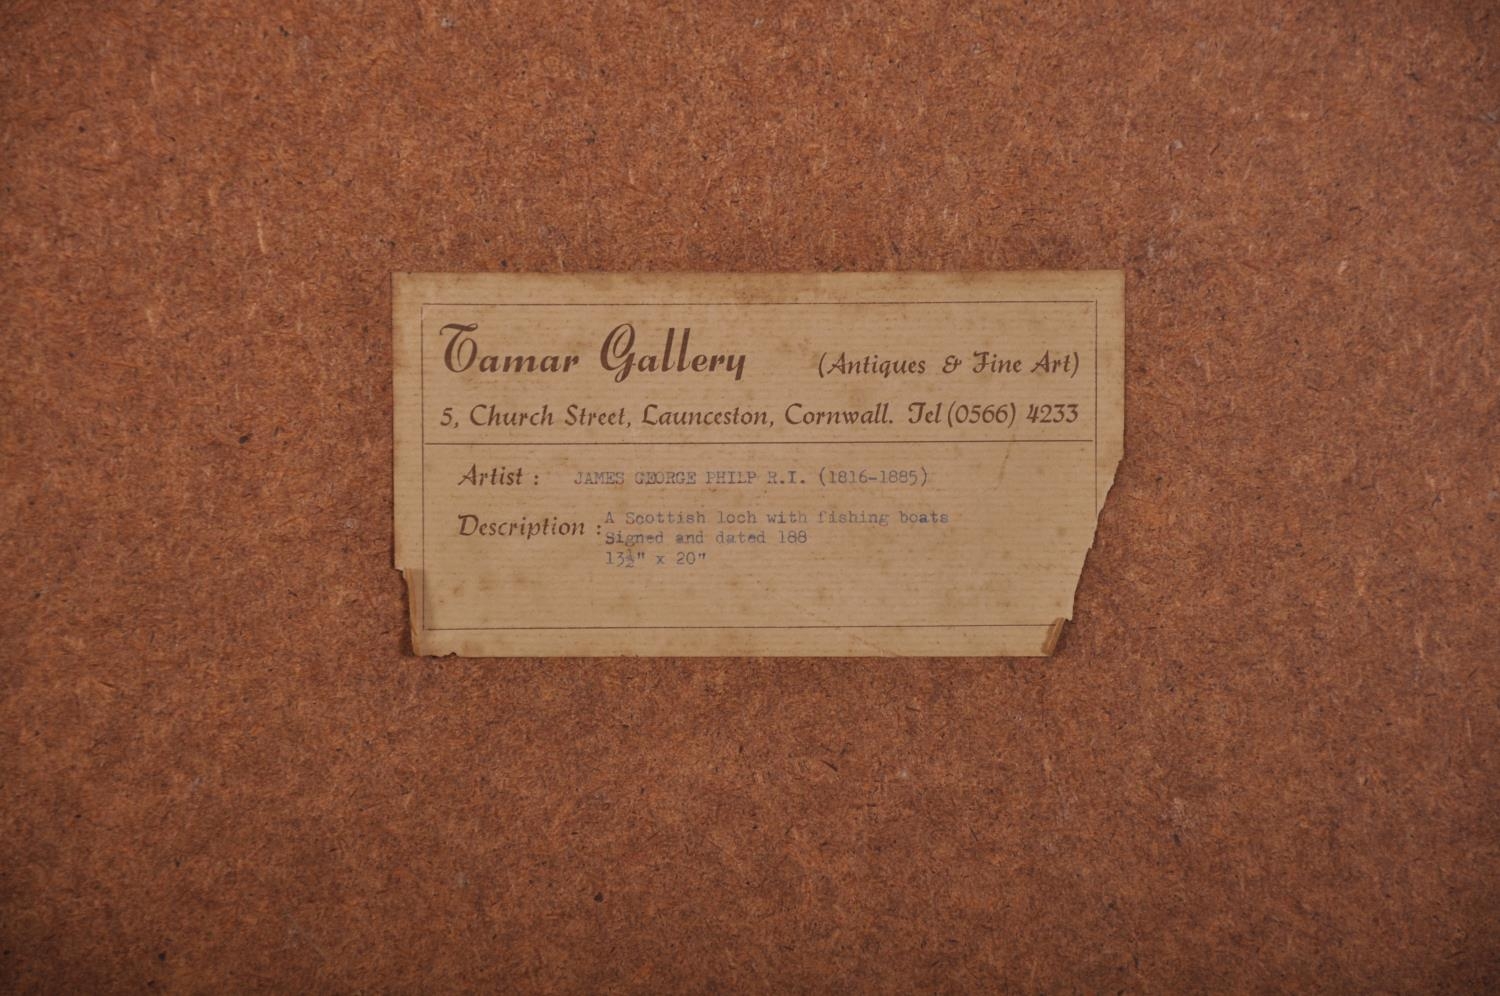 Tamar Gallery (Antiques & Fine Art)
5, Church Street, Launceston, Cornwall. Tel (0566) 4233
Artist : JAMES GEORGE PHILP R.I. (1816-1885)
Description : A Scottish loch with fishing boats
Signed and dated 188
13½" x 20"